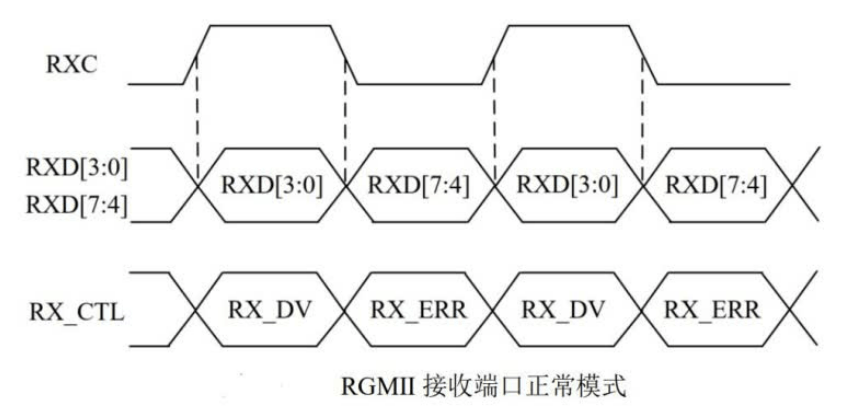 RXC
RXD[3:0]
RXD[7:4]
RXD[3:0] RXD[7:4] RXD[3:0] RXD[7:4]
RX_CTL RX_DV RX_ERR RX_DV RX_ERR
RGMII 接收端口正常模式